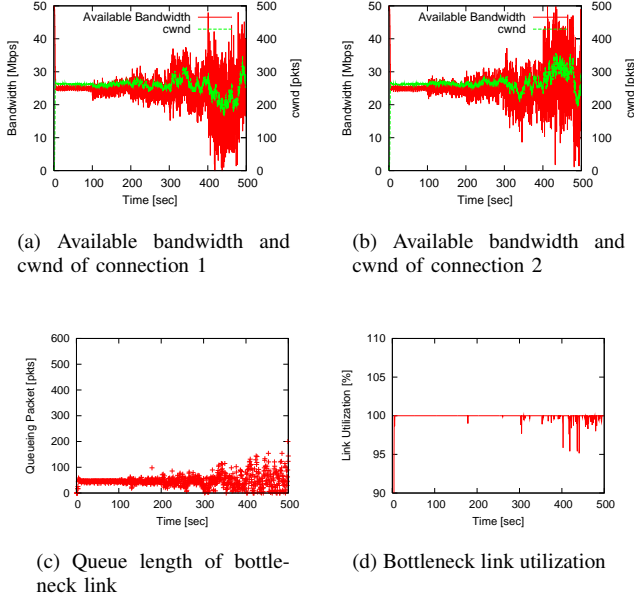 Available Bandwidth
cwnd
Bandwidth [Mbps]
50
40
30
20
10
0
cwnd [pkts]
500
400
300
200
100
0
0 100 200 300 400 500
Time [sec]
(a) Available bandwidth and
cwnd of connection 1
Available Bandwidth
cwnd
Bandwidth [Mbps]
50
40
30
20
10
0
cwnd [pkts]
500
400
300
200
100
0
0 100 200 300 400 500
Time [sec]
(b) Available bandwidth and
cwnd of connection 2
Queueing Packet [pkts]
600
500
400
300
200
100
0
0 100 200 300 400 500
Time [sec]
(c) Queue length of bottle-
neck link
Link Utilization [%]
110
105
100
95
90
0 100 200 300 400 500
Time [sec]
(d) Bottleneck link utilization